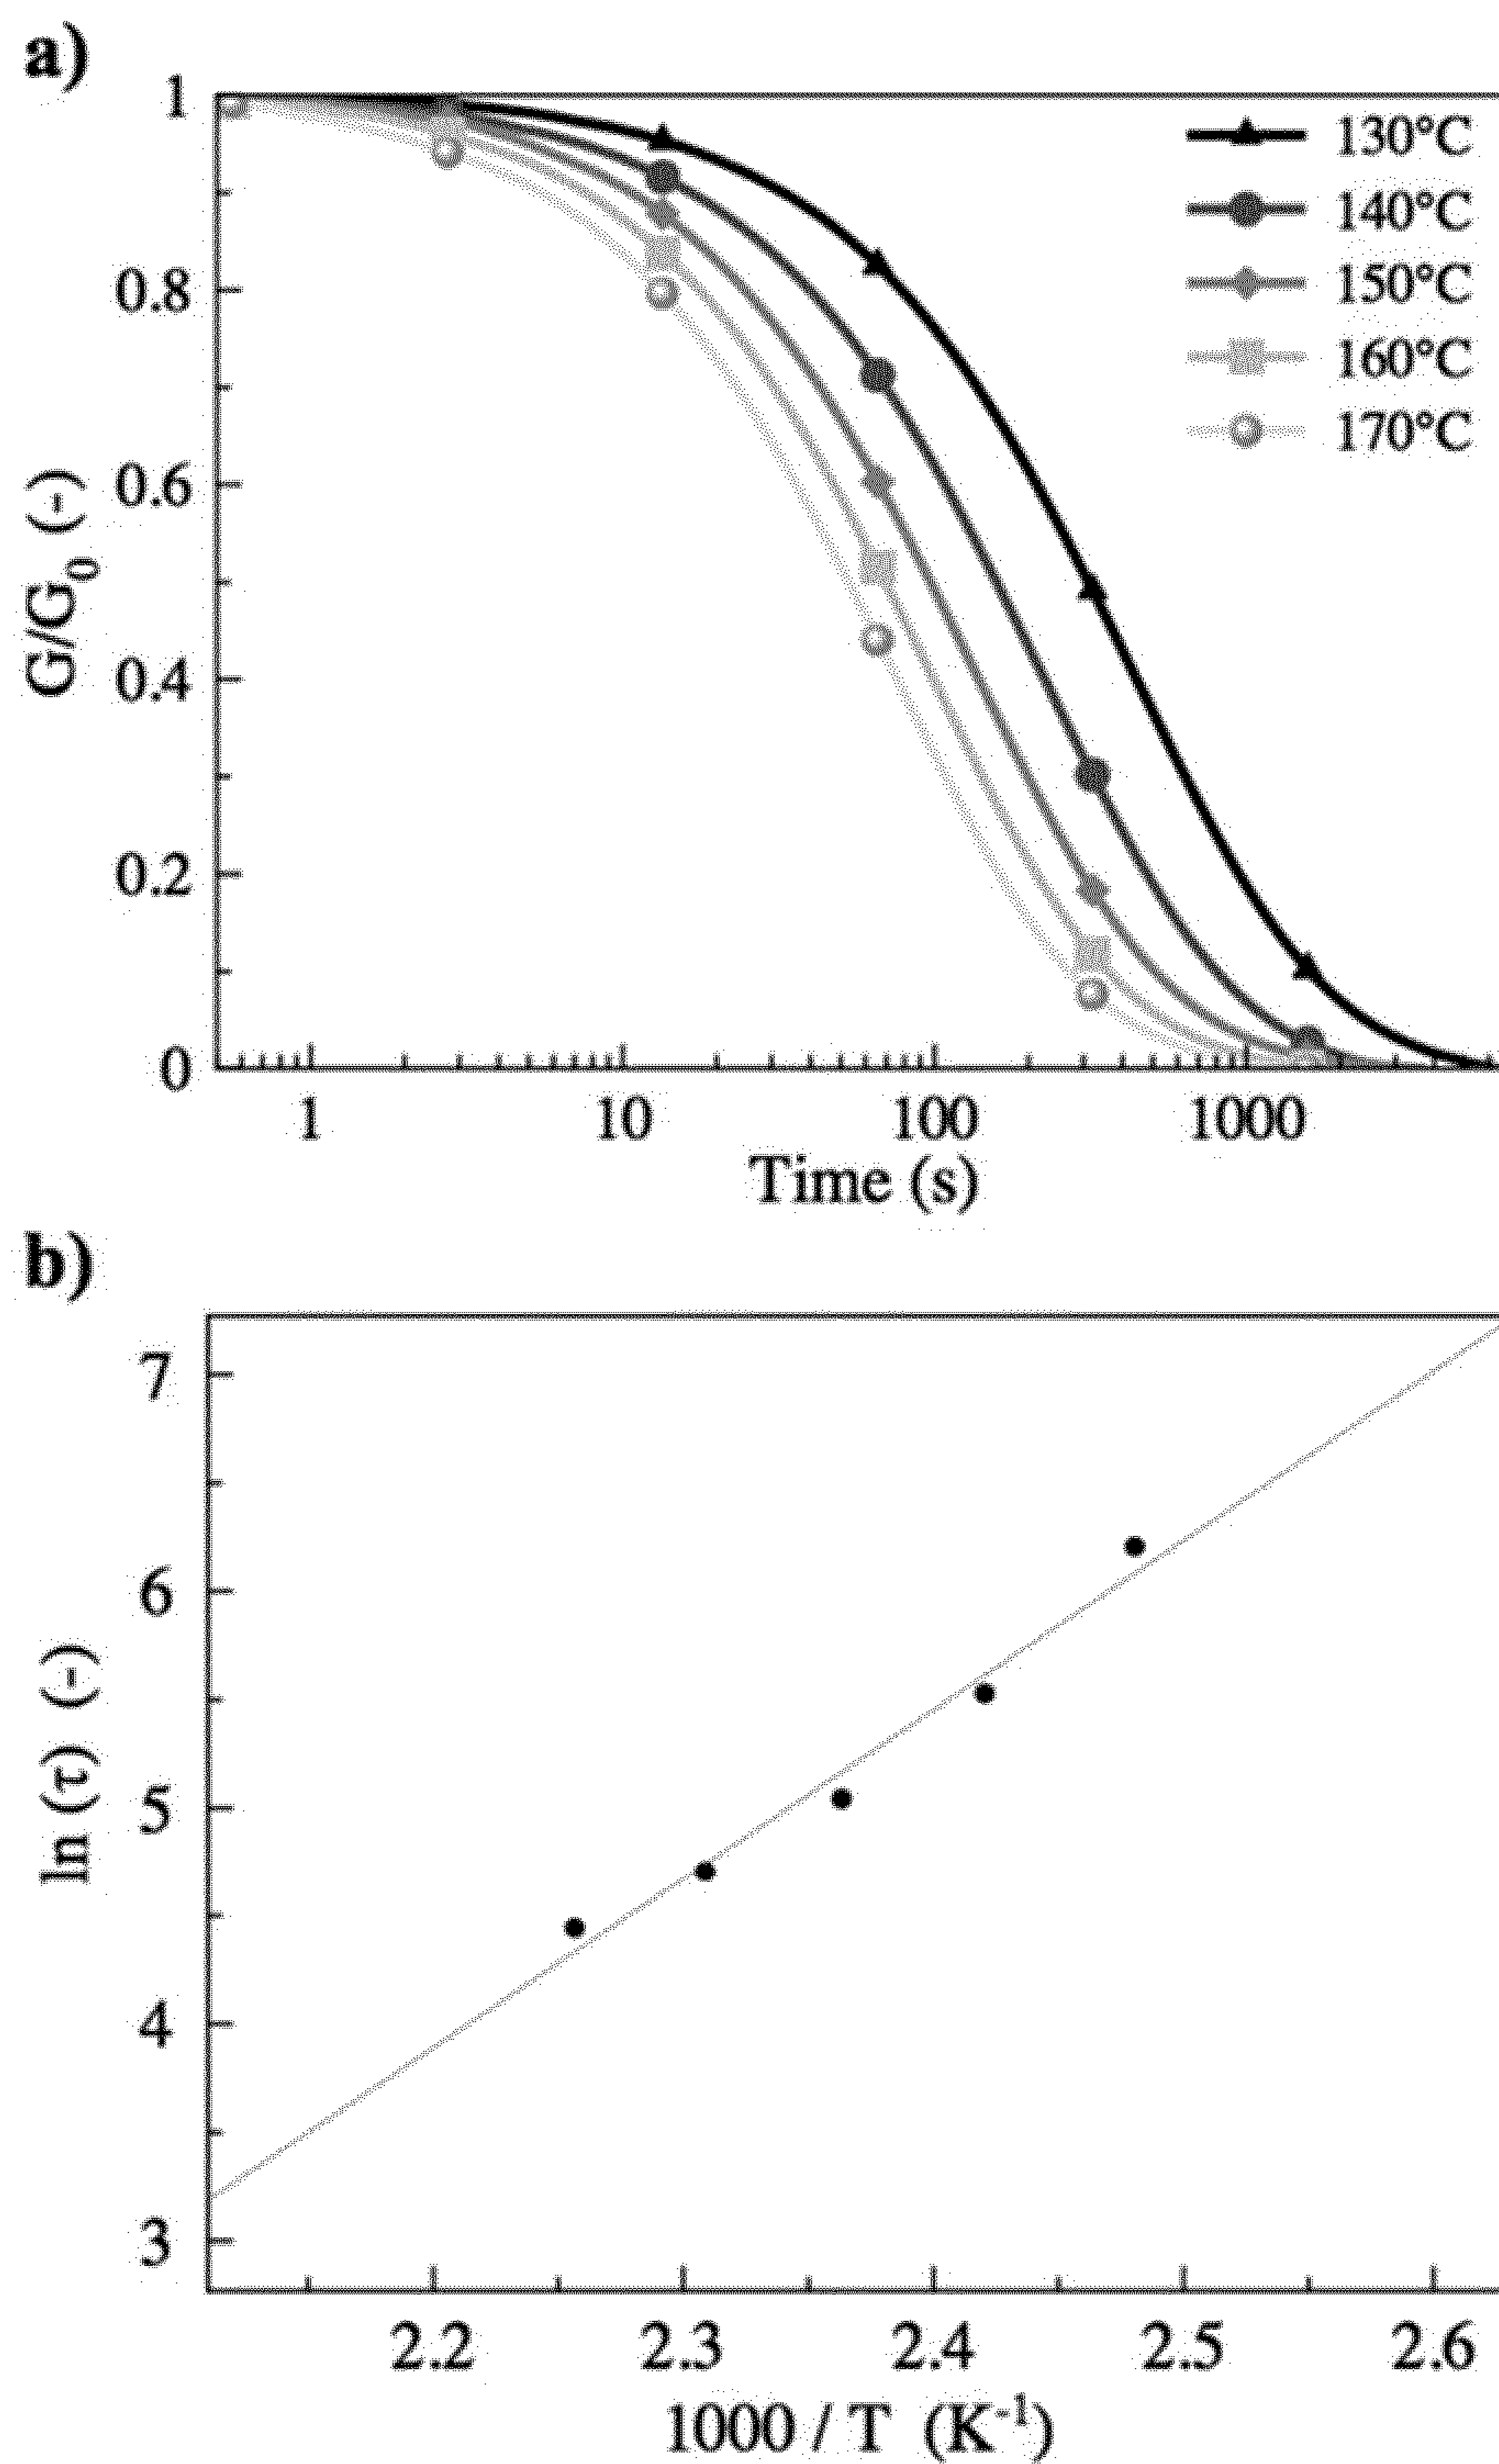 a)
1
0.8
0.6
0.4
0.2
0
G/G0 (-)
130°C
140°C
150°C
160°C
170°C
1 10 100 1000
Time (s)
b)
7
6
5
4
3
ln (τ) (-)
2.2 2.3 2.4 2.5 2.6
1000 / T (K-1)